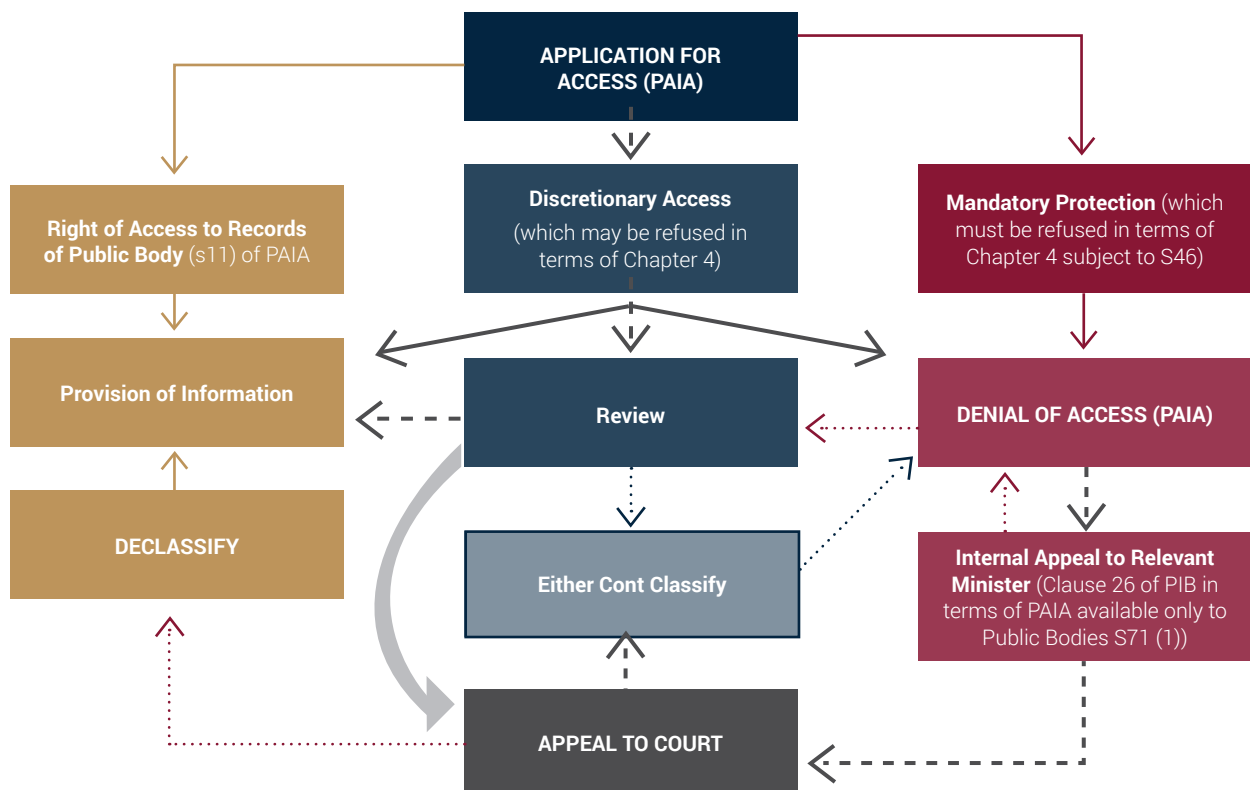 APPLICATION FOR
ACCESS (PAIA)
Right of Access to Records
of Public Body (s11) of PAIA
Discretionary Access
(which may be refused in
terms of Chapter 4)
Mandatory Protection (which
must be refused in terms of
Chapter 4 subject to S46)
Provision of Information
Review
DENIAL OF ACCESS (PAIA)
DECLASSIFY
Either Cont Classify
Internal Appeal to Relevant
Minister (Clause 26 of PIB in
terms of PAIA available only to
Public Bodies S71 (1))
APPEAL TO COURT